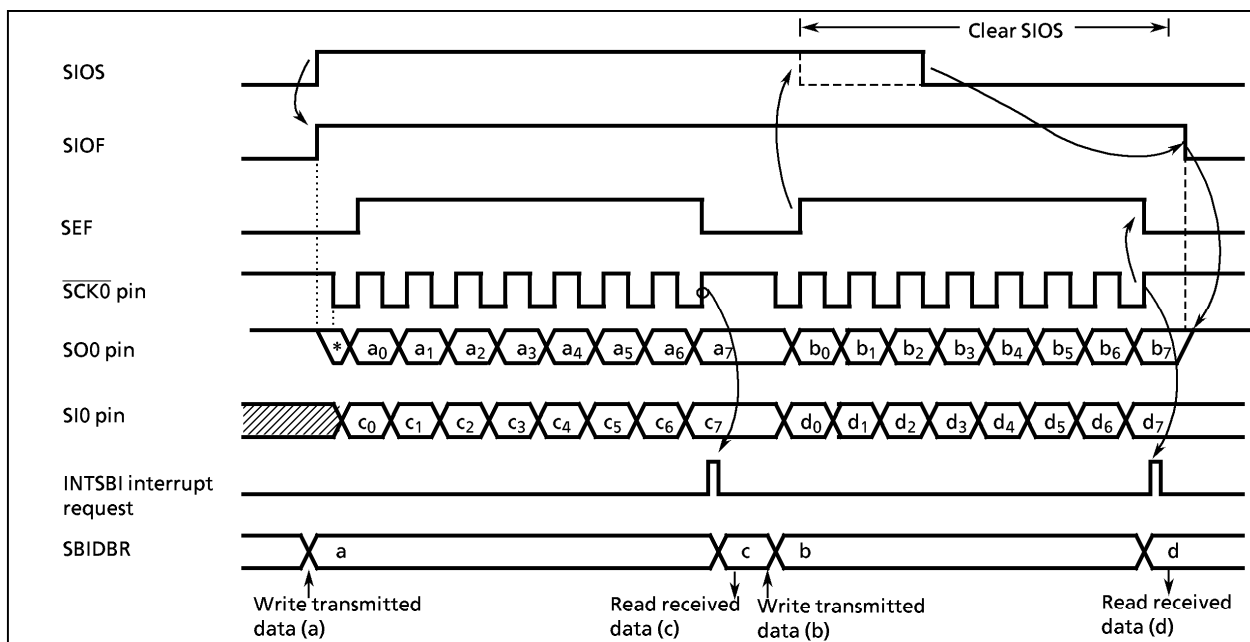 Clear SIOS
SIOS
SIOF
SEF
SCK0 pin
SO0 pin
* a0 a1 a2 a3 a4 a5 a6 a7 b0 b1 b2 b3 b4 b5 b6 b7
SI0 pin
c0 c1 c2 c3 c4 c5 c6 c7 d0 d1 d2 d3 d4 d5 d6 d7
INTSBI interrupt
request
SBIDBR
a c b d
Write transmitted
data (a)
Read received
data (c)
Write transmitted
data (b)
Read received
data (d)